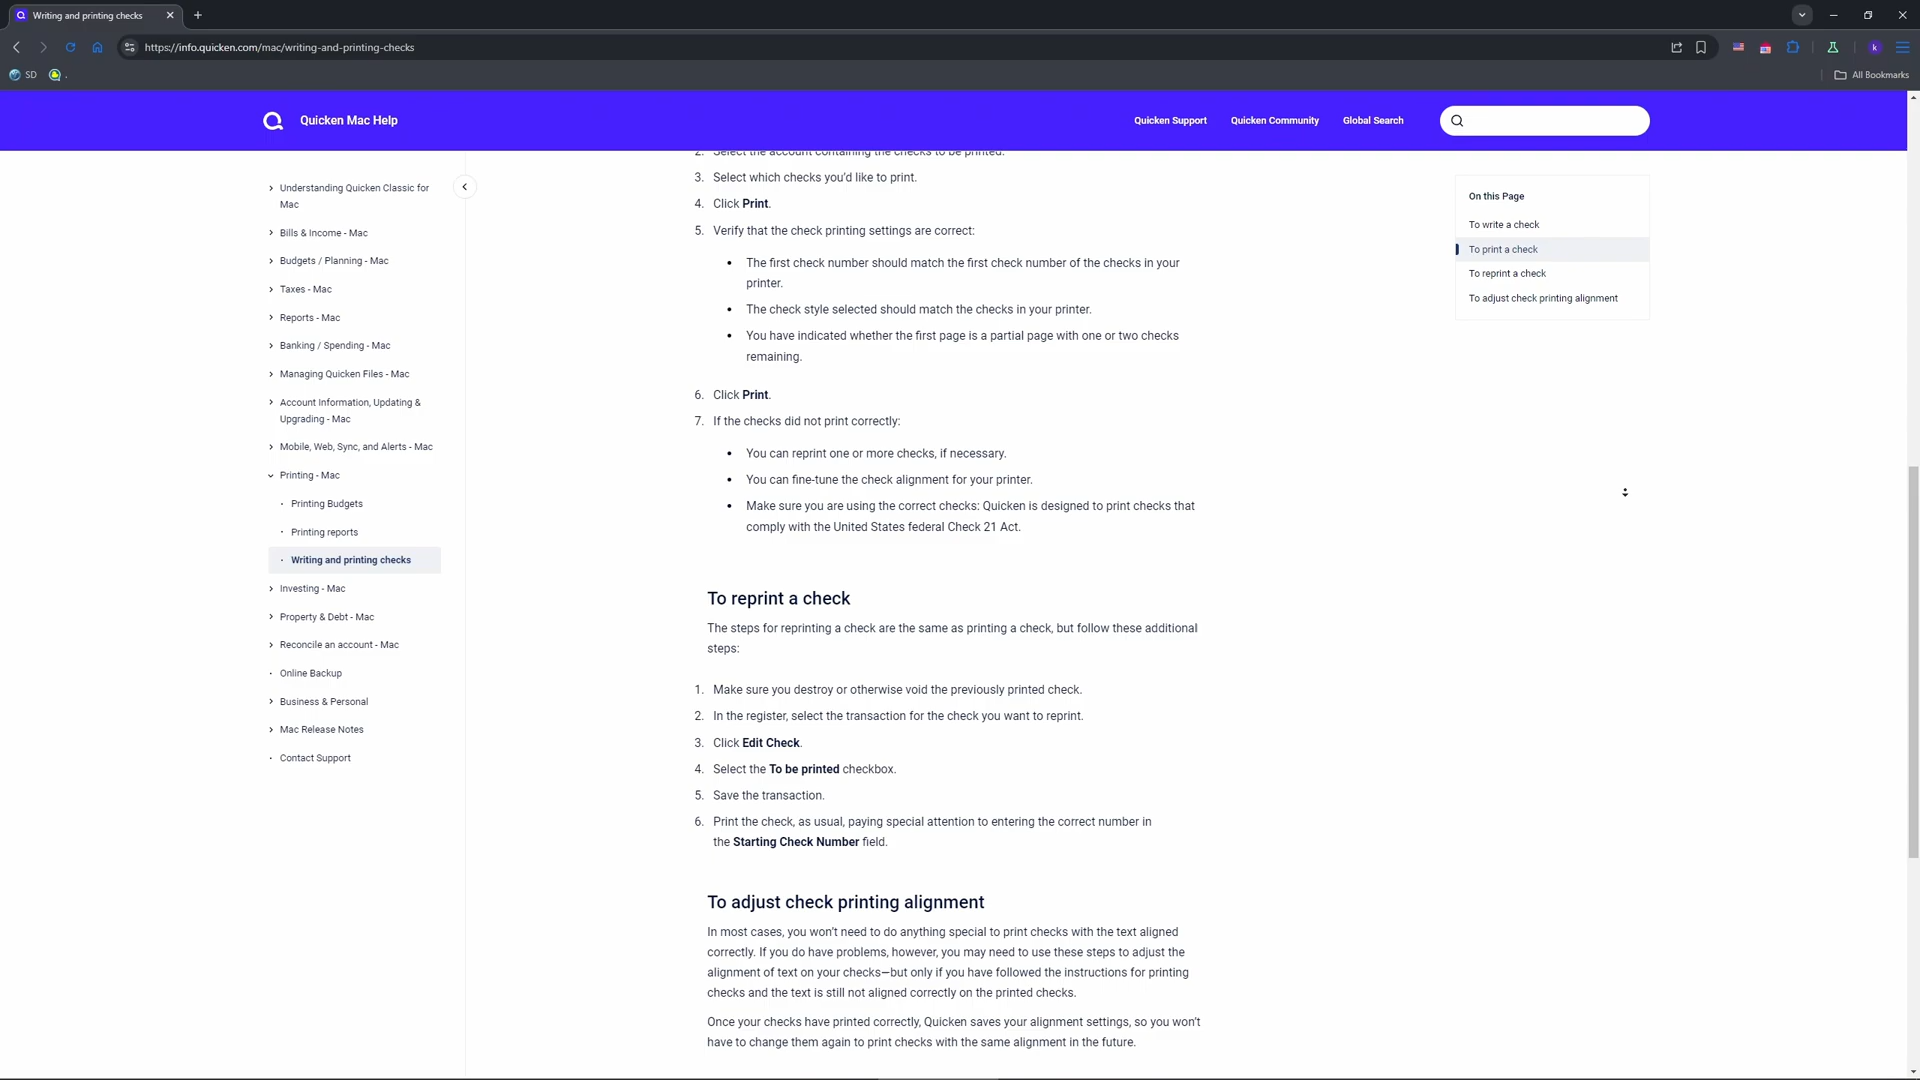 Writing and printing checks
https://info.quicken.com/mac/writing-and-printing-checks
k
SD
.
All Bookmarks
Quicken Mac Help
Quicken Support
Quicken Community
Global Search
Understanding Quicken Classic for
Mac
Bills & Income - Mac
Budgets / Planning - Mac
Taxes - Mac
Reports - Mac
Banking / Spending - Mac
Managing Quicken Files - Mac
Account Information, Updating &
Upgrading - Mac
Mobile, Web, Sync, and Alerts - Mac
Printing - Mac
Printing Budgets
Printing reports
Writing and printing checks
Investing - Mac
Property & Debt - Mac
Reconcile an account - Mac
Online Backup
Business & Personal
Mac Release Notes
Contact Support
2. Select the account containing the checks to be printed.
3. Select which checks you'd like to print.
4. Click Print.
5. Verify that the check printing settings are correct:
• The first check number should match the first check number of the checks in your
printer.
• The check style selected should match the checks in your printer.
• You have indicated whether the first page is a partial page with one or two checks
remaining.
6. Click Print.
7. If the checks did not print correctly:
• You can reprint one or more checks, if necessary.
• You can fine-tune the check alignment for your printer.
• Make sure you are using the correct checks: Quicken is designed to print checks that
comply with the United States federal Check 21 Act.
To reprint a check
The steps for reprinting a check are the same as printing a check, but follow these additional
steps:
1. Make sure you destroy or otherwise void the previously printed check.
2. In the register, select the transaction for the check you want to reprint.
3. Click Edit Check.
4. Select the To be printed checkbox.
5. Save the transaction.
6. Print the check, as usual, paying special attention to entering the correct number in
the Starting Check Number field.
To adjust check printing alignment
In most cases, you won't need to do anything special to print checks with the text aligned
correctly. If you do have problems, however, you may need to use these steps to adjust the
alignment of text on your checks—but only if you have followed the instructions for printing
checks and the text is still not aligned correctly on the printed checks.
Once your checks have printed correctly, Quicken saves your alignment settings, so you won't
have to change them again to print checks with the same alignment in the future.
On this Page
To write a check
To print a check
To reprint a check
To adjust check printing alignment